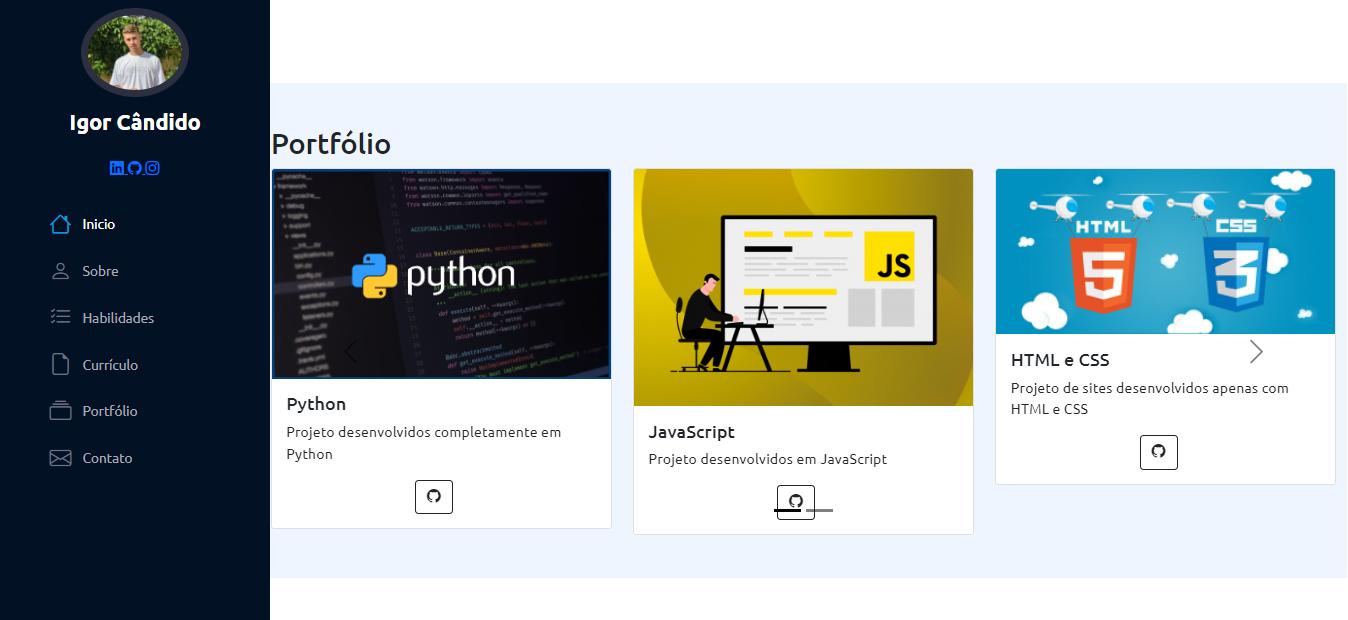 Igor Cândido
Inicio
Sobre
Habilidades
Currículo
Portfólio
Contato
Portfólio
python
Python
Projeto desenvolvidos completamente em
Python
JS
JavaScript
Projeto desenvolvidos em JavaScript
HTML
CSS
5
3
HTML e CSS
Projeto de sites desenvolvidos apenas com
HTML e CSS